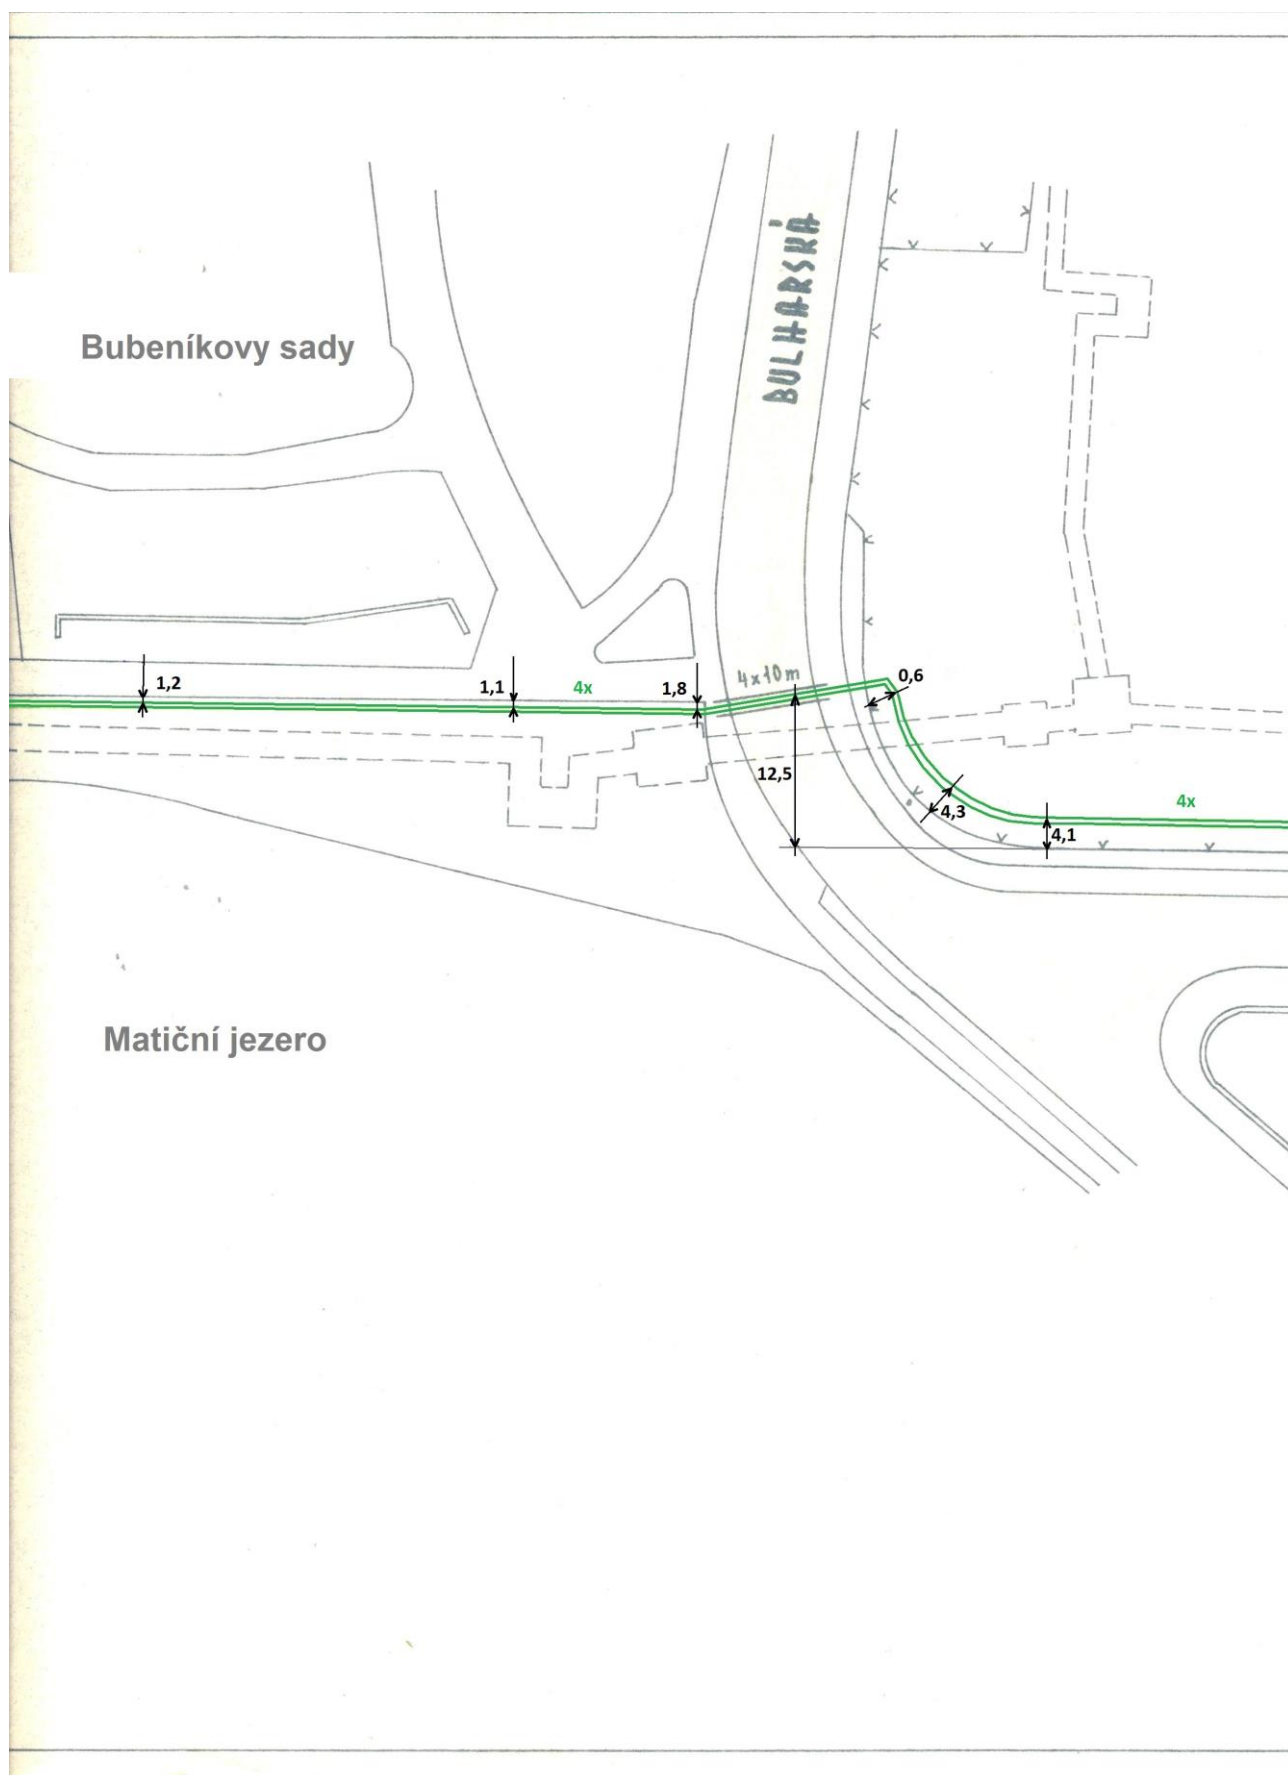 BULHARSKÁ
Bubeníkovy sady
4x10m
0,6
1,2
1,1
4x
1,8
12,5
4,3
4x
4,1
Matiční jezero